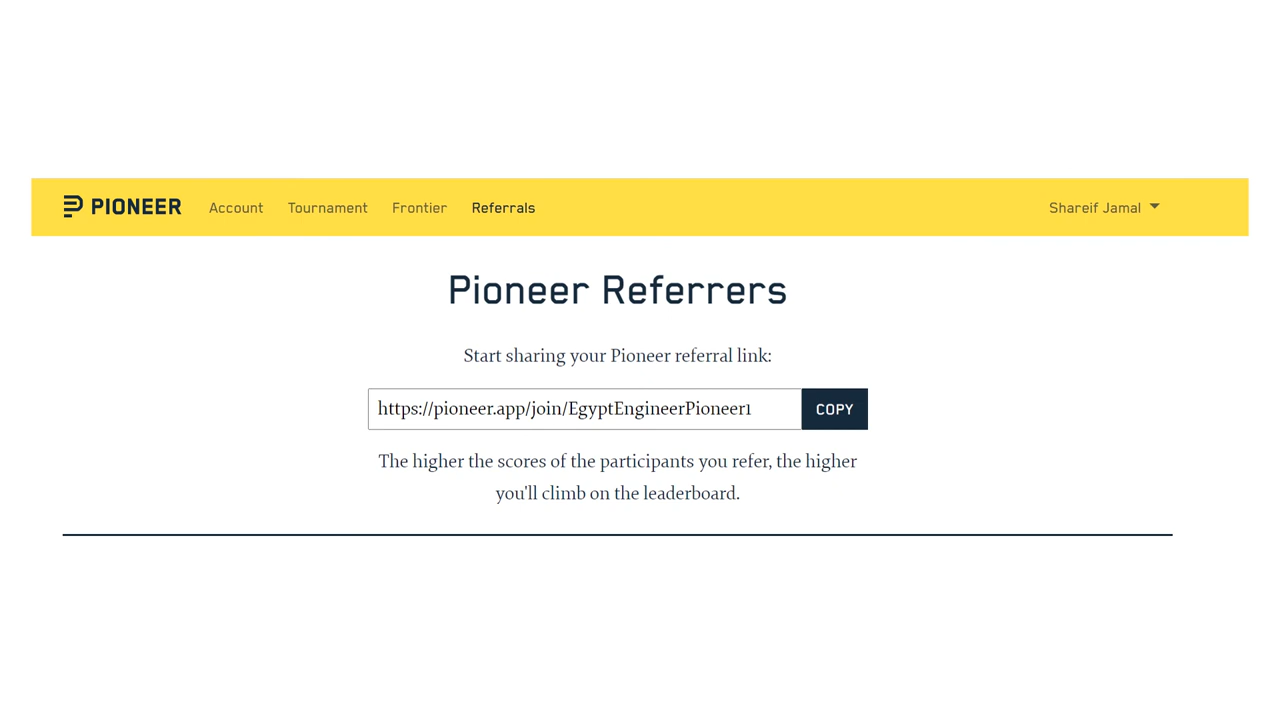 PIONEER Account Tournament Frontier Referrals Shareif Jamal
Pioneer Referrers
Start sharing your Pioneer referral link:
https://pioneer.app/join/EgyptEngineerPioneer1 COPY
The higher the scores of the participants you refer, the higher
you'll climb on the leaderboard.